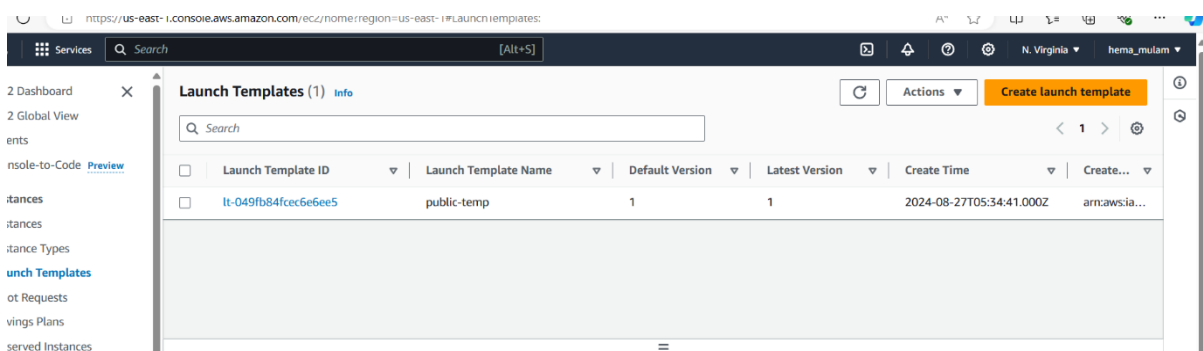 https://us-east-1.console.aws.amazon.com/ec2/home?region=us-east-1#LaunchTemplates:
Services Search [Alt+S] N. Virginia hema_mulam
2 Dashboard
2 Global View
ents
nsole-to-Code Preview
stances
stances
stance Types
unch Templates
ot Requests
vings Plans
served Instances
Launch Templates (1) Info
Actions Create launch template
Search
1
Launch Template ID Launch Template Name Default Version Latest Version Create Time Create...
lt-049fb84fcec6e6ee5 public-temp 1 1 2024-08-27T05:34:41.000Z arn:aws:ia...